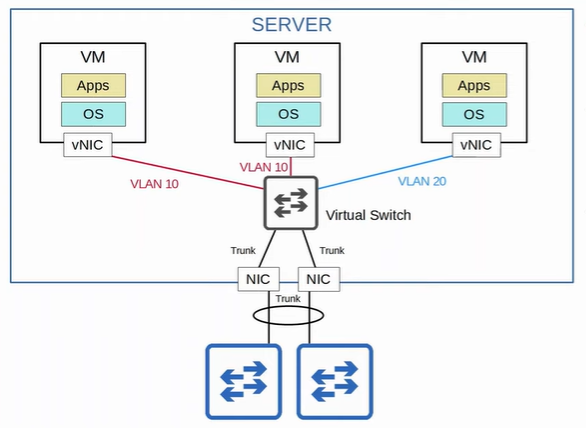 SERVER
VM
Apps
OS
vNIC
VM
Apps
OS
vNIC
VM
Apps
OS
vNIC
VLAN 10
VLAN 10
VLAN 20
Virtual Switch
Trunk
Trunk
NIC
NIC
Trunk